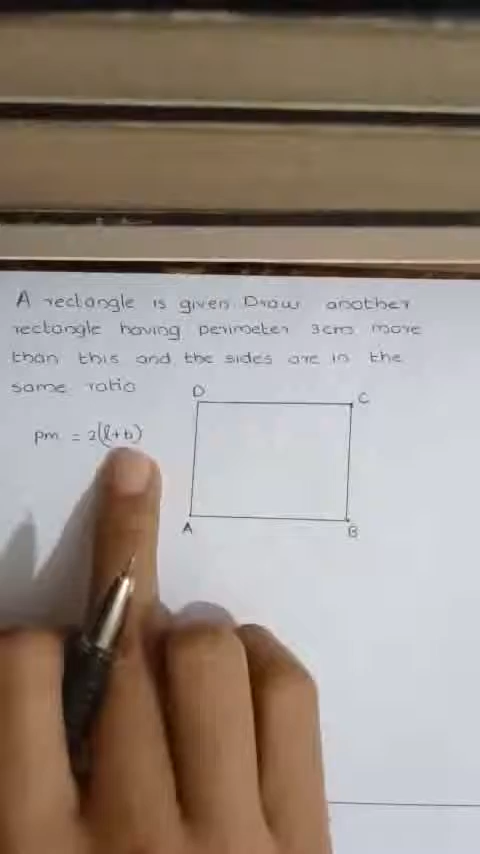 A rectangle is given Draw another
rectangle having perimeter 3cm more
than this and the sides are in the
same ratio
D
C
pm = 2(l+b)
A
B